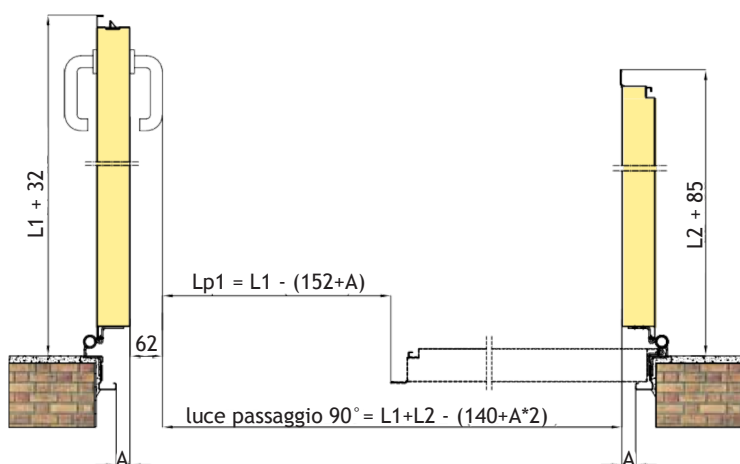 L1 + 32
L2 + 85
Lp1 = L1 - (152+A)
62
luce passaggio 90° = L1+L2 - (140+A*2)
A
A